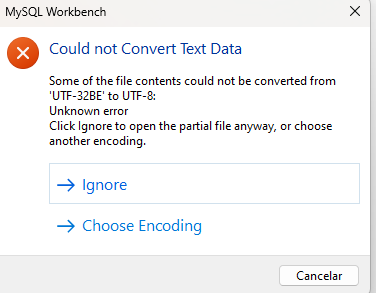 MySQL Workbench
Could not Convert Text Data
Some of the file contents could not be converted from
'UTF-32BE' to UTF-8:
Unknown error
Click Ignore to open the partial file anyway, or choose
another encoding.
Ignore
Choose Encoding
Cancelar